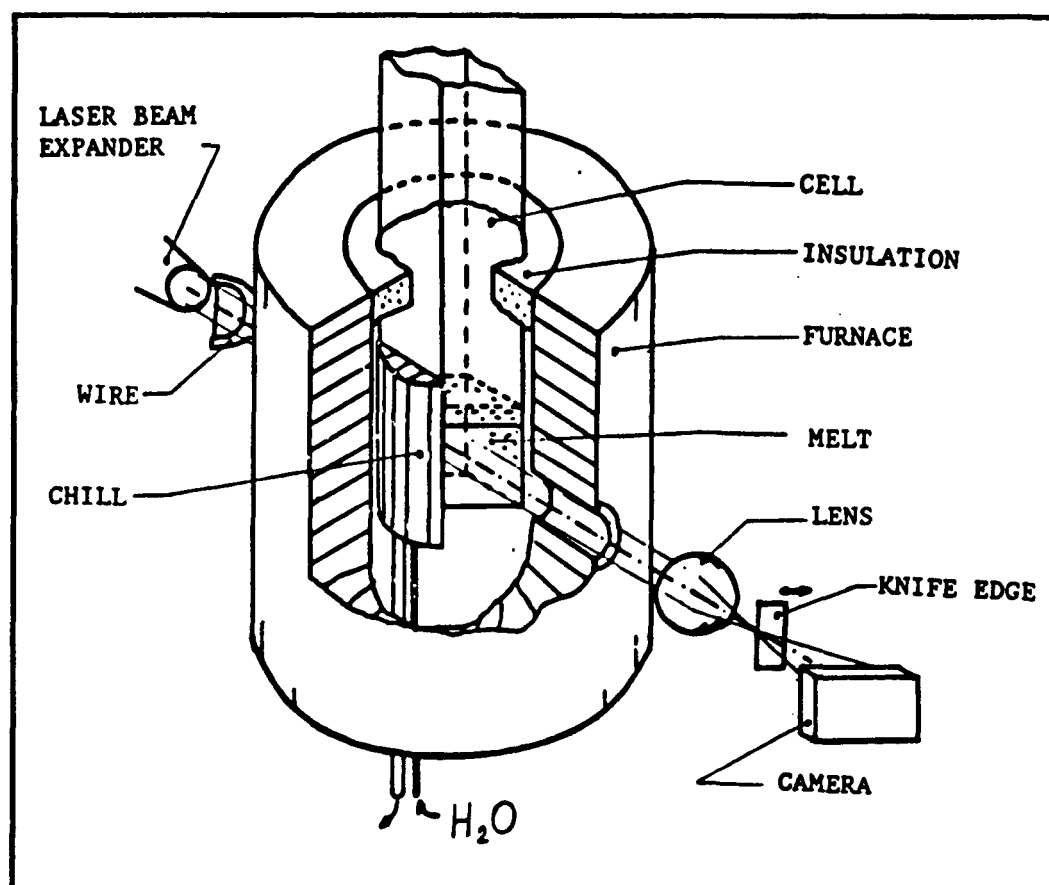 LASER BEAM
EXPANDER
CELL
INSULATION
FURNACE
WIRE
MELT
CHILL
LENS
KNIFE EDGE
CAMERA
H₂O